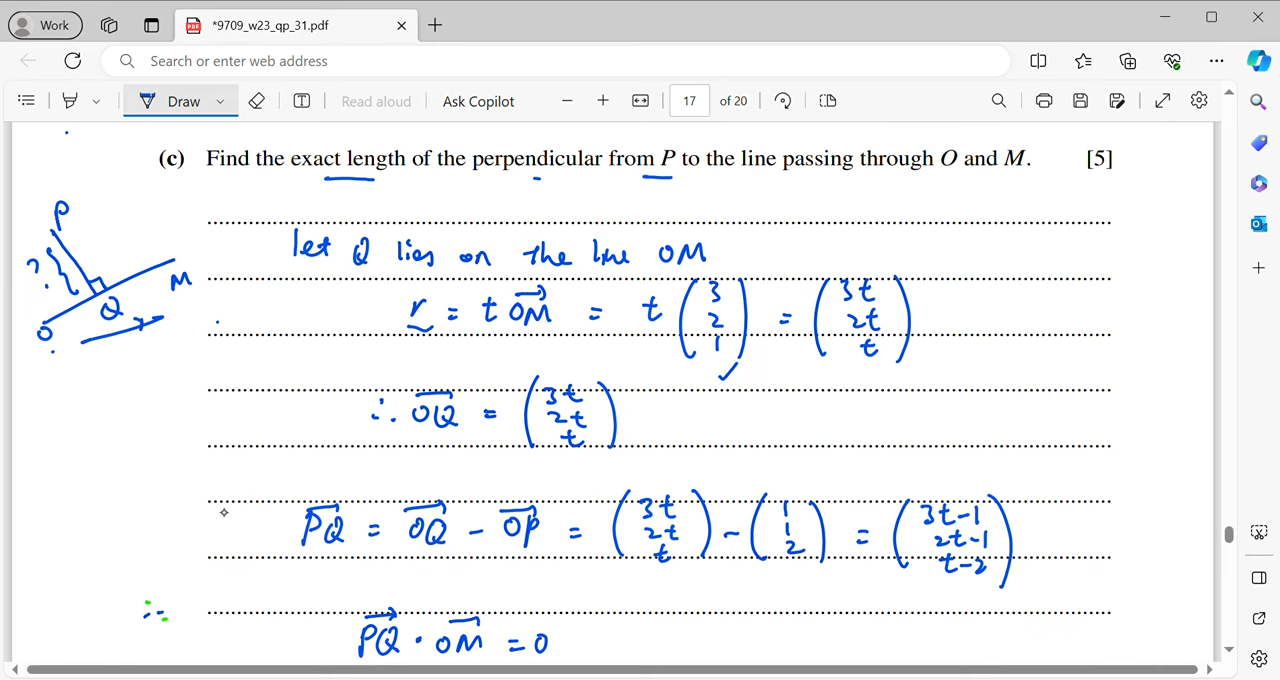 Work
*9709_w23_qp_31.pdf
Search or enter web address
Draw
Read aloud
Ask Copilot
17 of 20
(c) Find the exact length of the perpendicular from P to the line passing through O and M. [5]
P
?
M
Q
O
let Q lies on the line OM
r = t OM = t (3 2 1) = (3t 2t t)
∴ OQ = (3t 2t t)
PQ = OQ - OP = (3t 2t t) - (1 1 2) = (3t-1 2t-1 t-2)
PQ · OM = 0